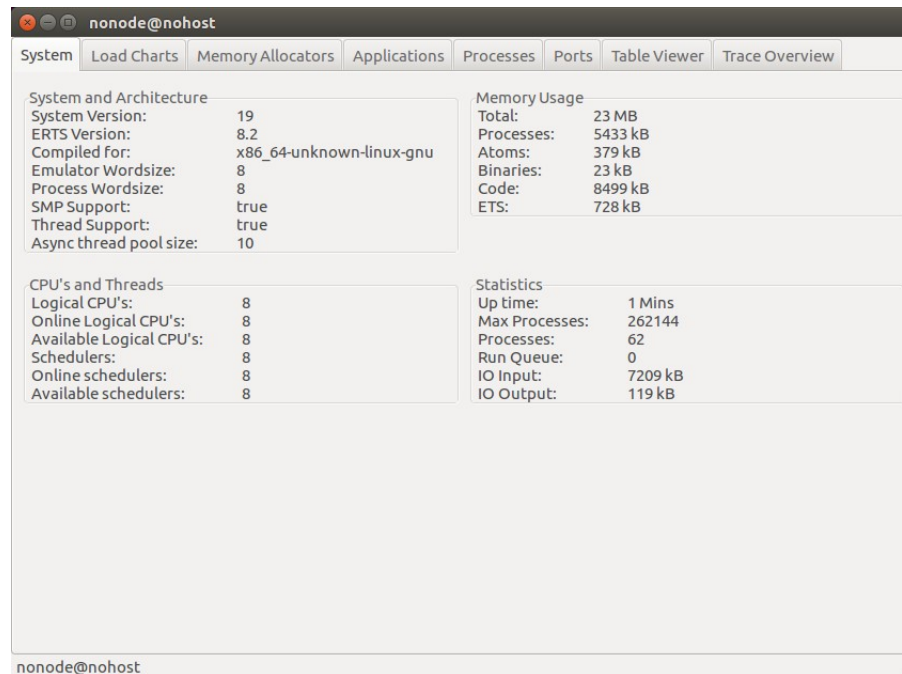 nonode@nohost
System Load Charts Memory Allocators Applications Processes Ports Table Viewer Trace Overview
System and Architecture
System Version: 19
ERTS Version: 8.2
Compiled for: x86_64-unknown-linux-gnu
Emulator Wordsize: 8
Process Wordsize: 8
SMP Support: true
Thread Support: true
Async thread pool size: 10
Memory Usage
Total: 23 MB
Processes: 5433 kB
Atoms: 379 kB
Binaries: 23 kB
Code: 8499 kB
ETS: 728 kB
CPU's and Threads
Logical CPU's: 8
Online Logical CPU's: 8
Available Logical CPU's: 8
Schedulers: 8
Online schedulers: 8
Available schedulers: 8
Statistics
Up time: 1 Mins
Max Processes: 262144
Processes: 62
Run Queue: 0
IO Input: 7209 kB
IO Output: 119 kB
nonode@nohost